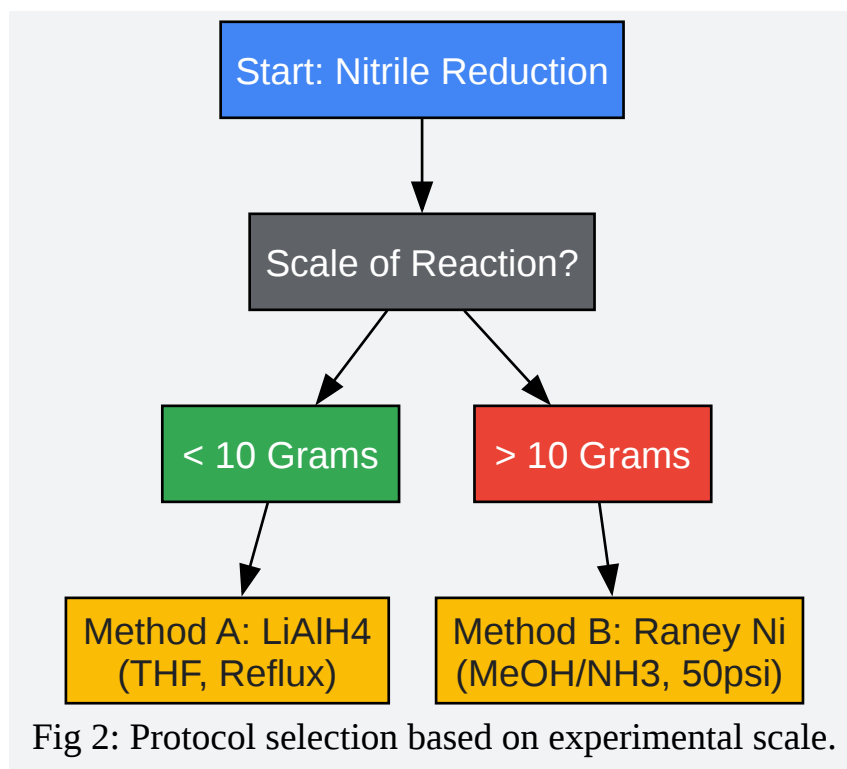 Start: Nitrile Reduction
Scale of Reaction?
< 10 Grams
> 10 Grams
Method A: LiAlH4
(THF, Reflux)
Method B: Raney Ni
(MeOH/NH3, 50psi)
Fig 2: Protocol selection based on experimental scale.